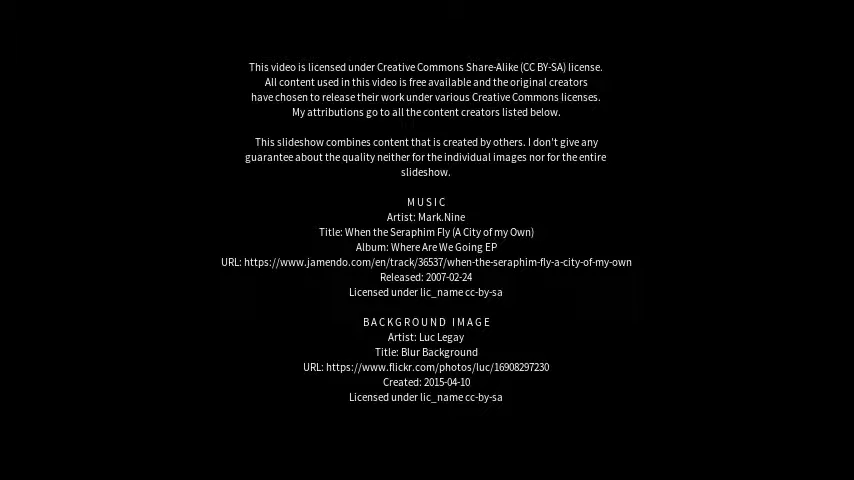 This video is licensed under Creative Commons Share-Alike (CC BY-SA) license.
All content used in this video is free available and the original creators
have chosen to release their work under various Creative Commons licenses.
My attributions go to all the content creators listed below.
This slideshow combines content that is created by others. I don't give any
guarantee about the quality neither for the individual images nor for the entire
slideshow.
MUSIC
Artist: Mark.Nine
Title: When the Seraphim Fly (A City of my Own)
Album: Where Are We Going EP
URL: https://www.jamendo.com/en/track/36537/when-the-seraphim-fly-a-city-of-my-own
Released: 2007-02-24
Licensed under lic_name cc-by-sa
BACKGROUND IMAGE
Artist: Luc Legay
Title: Blur Background
URL: https://www.flickr.com/photos/luc/16908297230
Created: 2015-04-10
Licensed under lic_name cc-by-sa